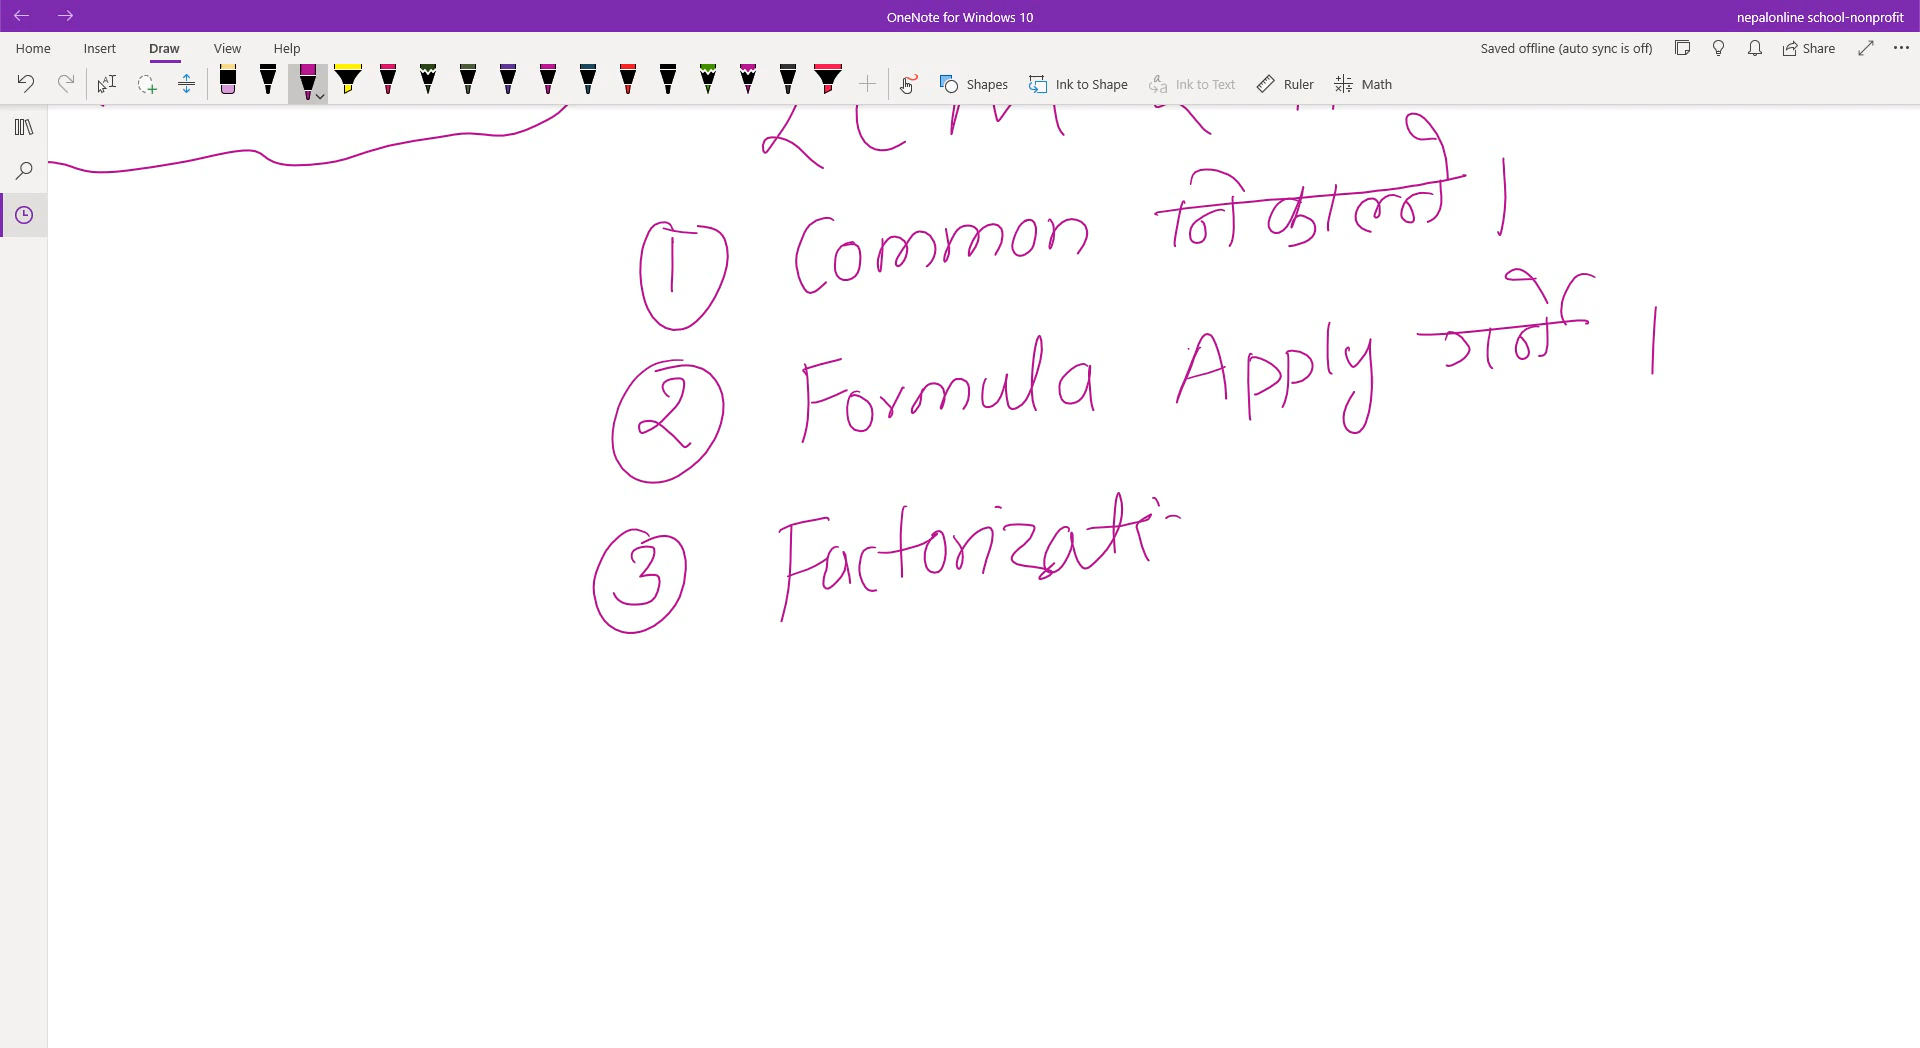 OneNote for Windows 10
nepalonline school-nonprofit
Home Insert Draw View Help
Saved offline (auto sync is off) Share
Shapes Ink to Shape Ink to Text Ruler Math
LCM
① Common निकाल्ने ।
② Formula Apply गर्ने ।
③ Factorizati